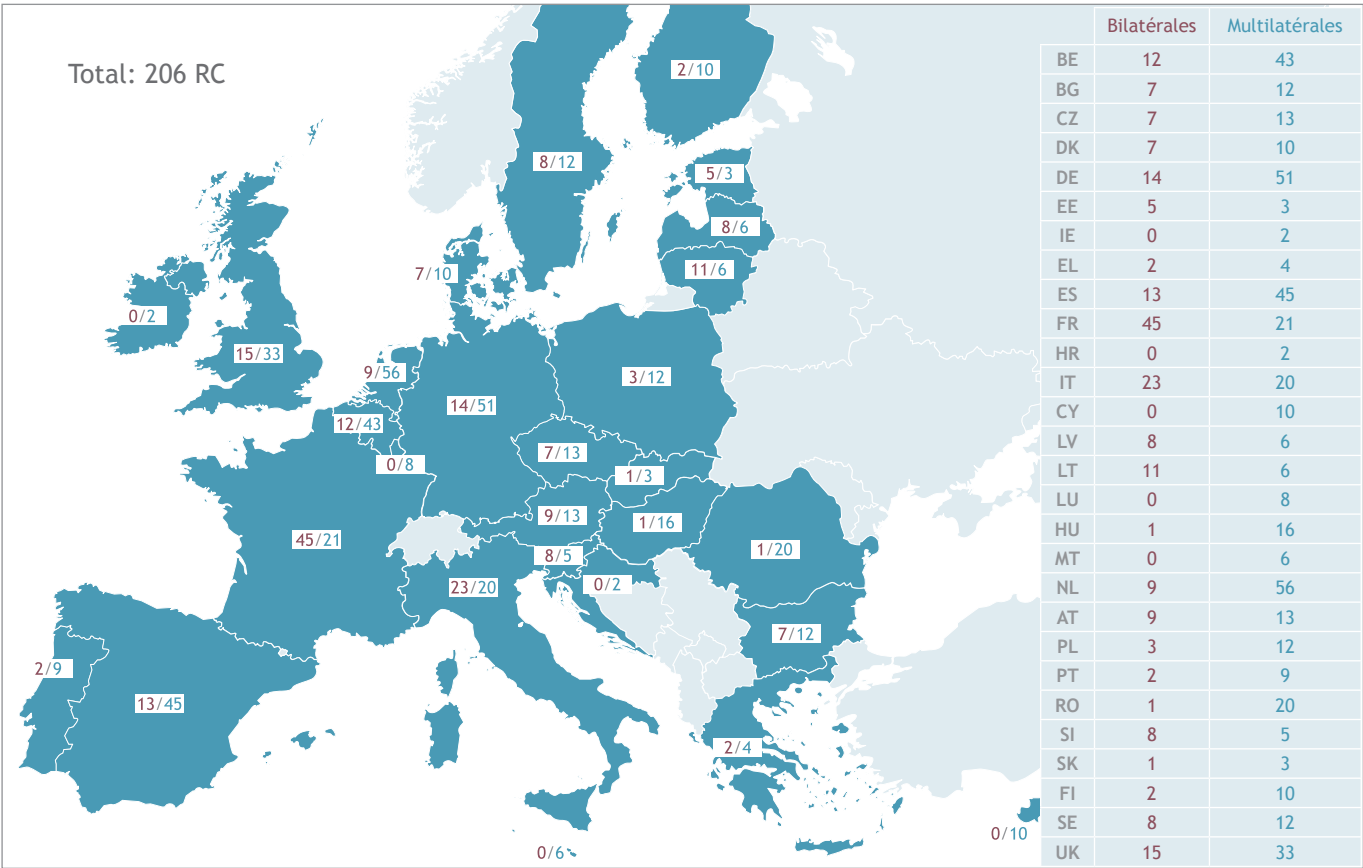 Total: 206 RC
2/10
8/12
5/3
8/6
11/6
7/10
0/2
15/33
9/56
3/12
14/51
12/43
7/13
0/8
1/3
9/13
1/16
45/21
1/20
8/5
23/20
0/2
7/12
2/9
13/45
2/4
0/10
0/6
Bilatérales Multilatérales
BE 12 43
BG 7 12
CZ 7 13
DK 7 10
DE 14 51
EE 5 3
IE 0 2
EL 2 4
ES 13 45
FR 45 21
HR 0 2
IT 23 20
CY 0 10
LV 8 6
LT 11 6
LU 0 8
HU 1 16
MT 0 6
NL 9 56
AT 9 13
PL 3 12
PT 2 9
RO 1 20
SI 8 5
SK 1 3
FI 2 10
SE 8 12
UK 15 33